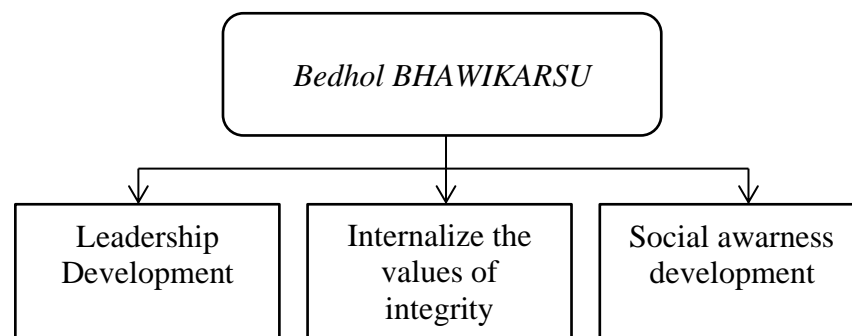 Bedhol BHAWIKARSU
Leadership
Development
Internalize the
values of
integrity
Social awarness
development